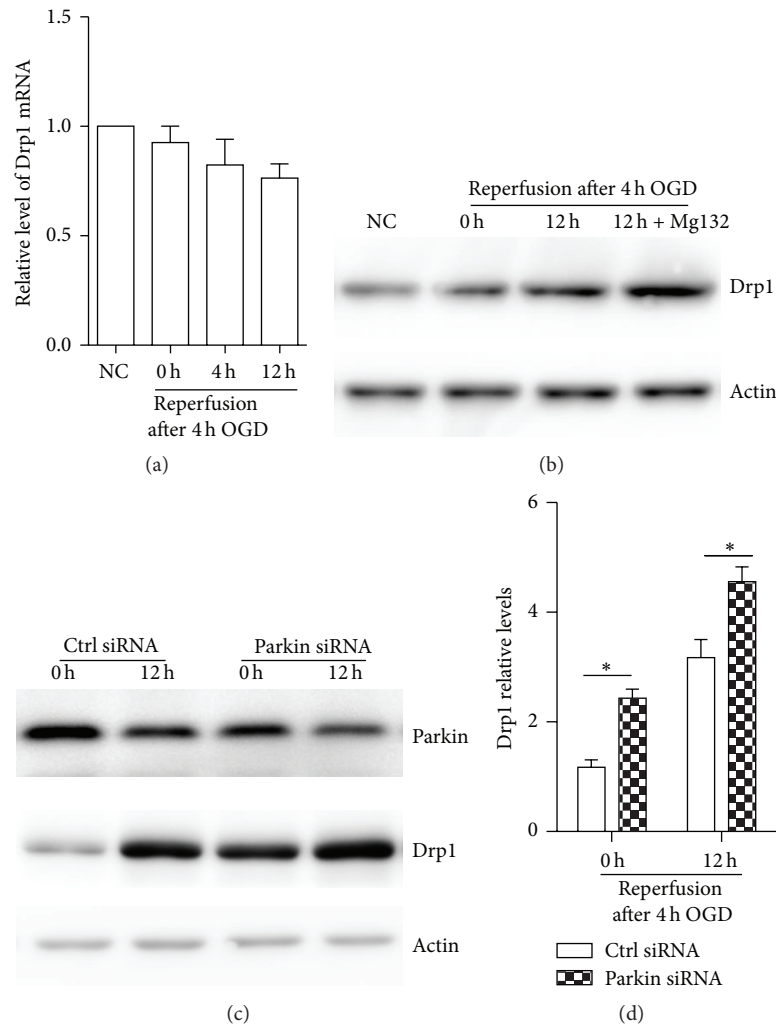 1.5
1.0
0.5
0.0
Relative level of Drp1 mRNA
NC 0 h 4 h 12 h
Reperfusion
after 4 h OGD
(a)
Reperfusion after 4 h OGD
NC 0 h 12 h 12 h + Mg132
Drp1
Actin
(b)
Ctrl siRNA Parkin siRNA
0 h 12 h 0 h 12 h
Parkin
Drp1
Actin
(c)
6
4
2
0
Drp1 relative levels
*
*
0 h 12 h
Reperfusion
after 4 h OGD
Ctrl siRNA
Parkin siRNA
(d)